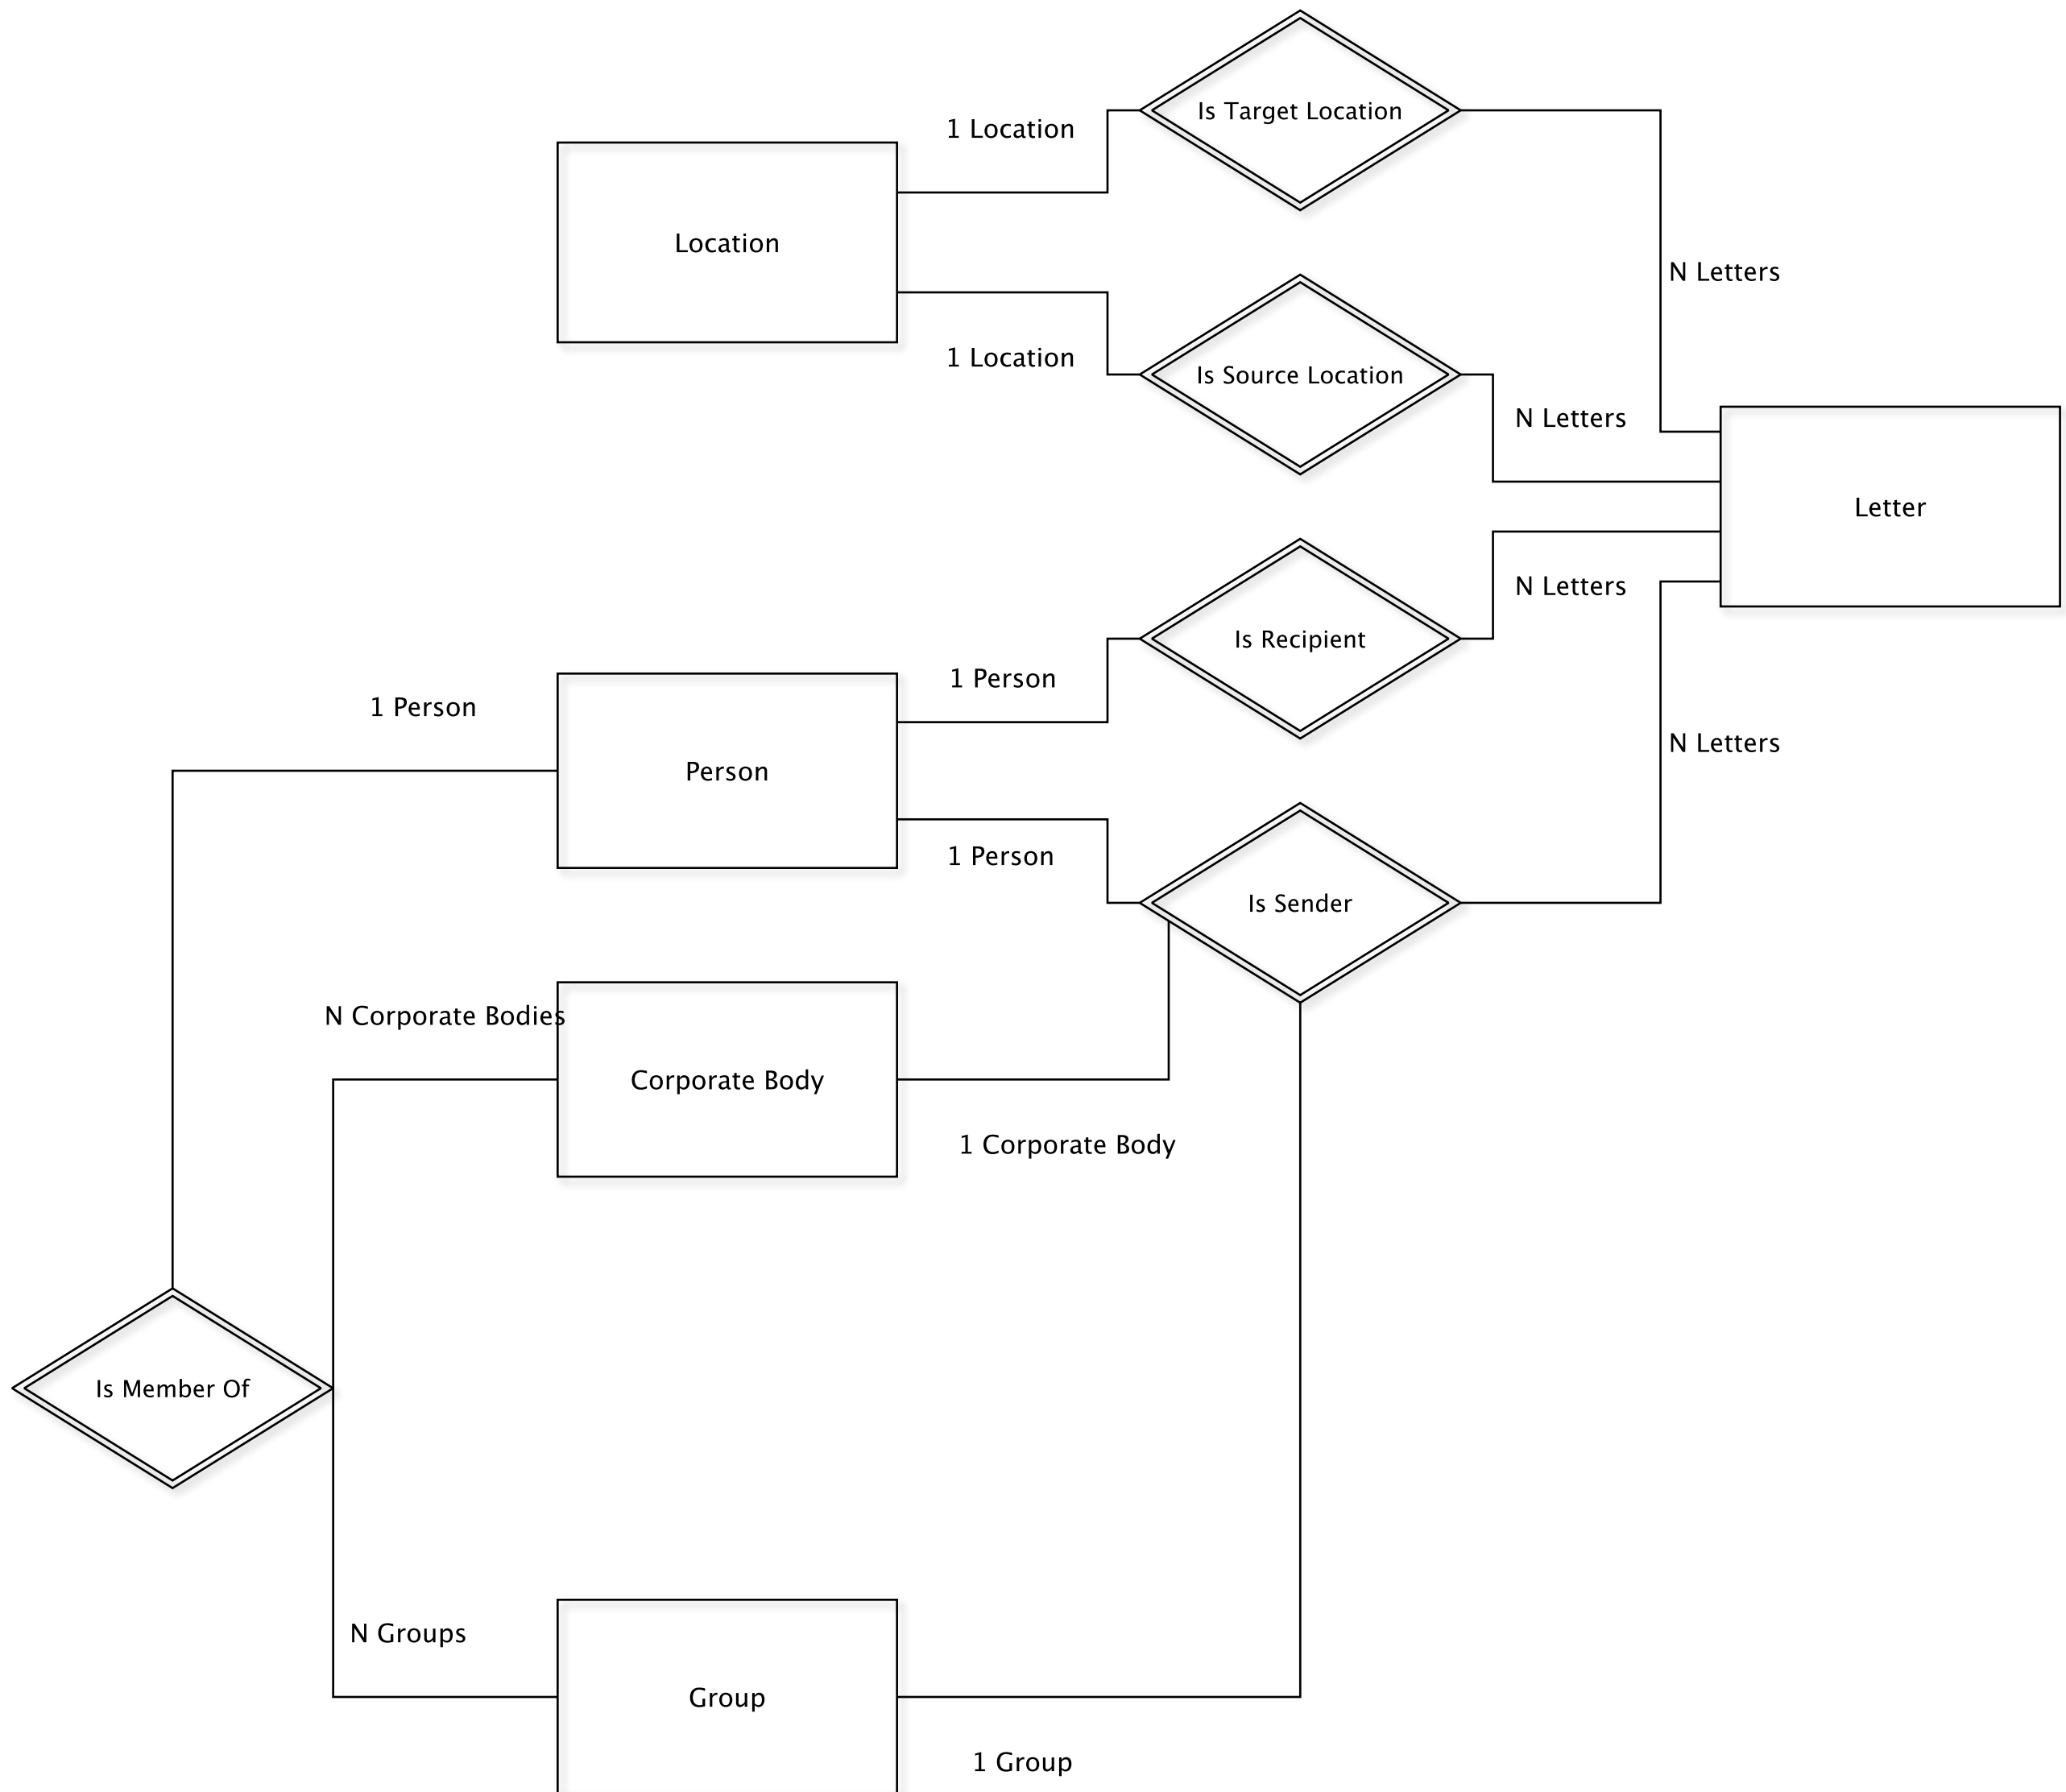 Is Target Location
1 Location
Location
N Letters
1 Location
Is Source Location
N Letters
Letter
N Letters
Is Recipient
1 Person
1 Person
N Letters
Person
1 Person
Is Sender
N Corporate Bodies
Corporate Body
1 Corporate Body
Is Member Of
N Groups
Group
1 Group